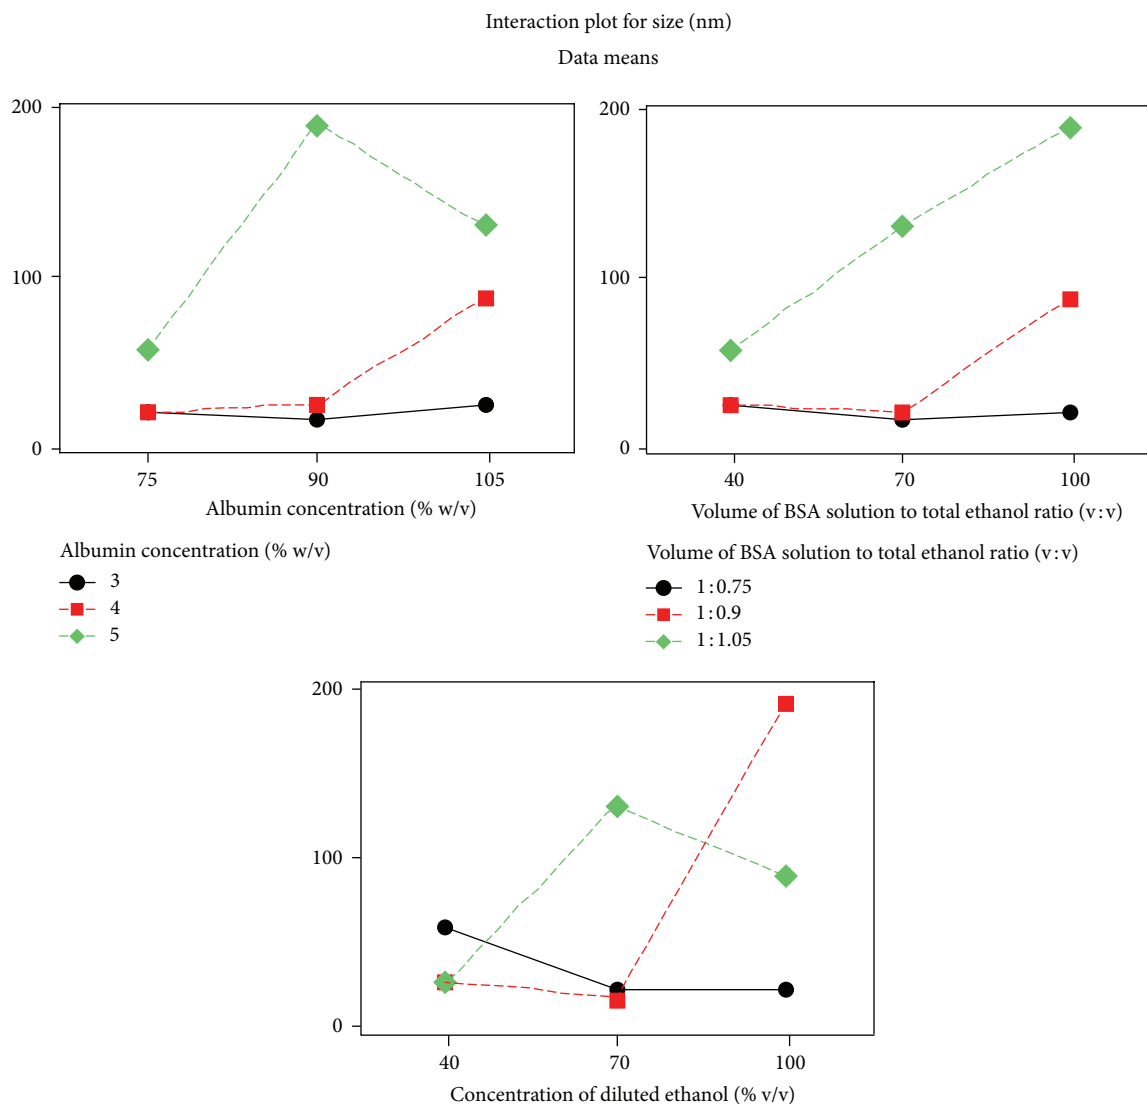 Interaction plot for size (nm)
Data means
200
100
0
75 90 105
Albumin concentration (% w/v)
200
100
0
40 70 100
Volume of BSA solution to total ethanol ratio (v:v)
Albumin concentration (% w/v)
3
4
5
Volume of BSA solution to total ethanol ratio (v:v)
1:0.75
1:0.9
1:1.05
200
100
0
40 70 100
Concentration of diluted ethanol (% v/v)